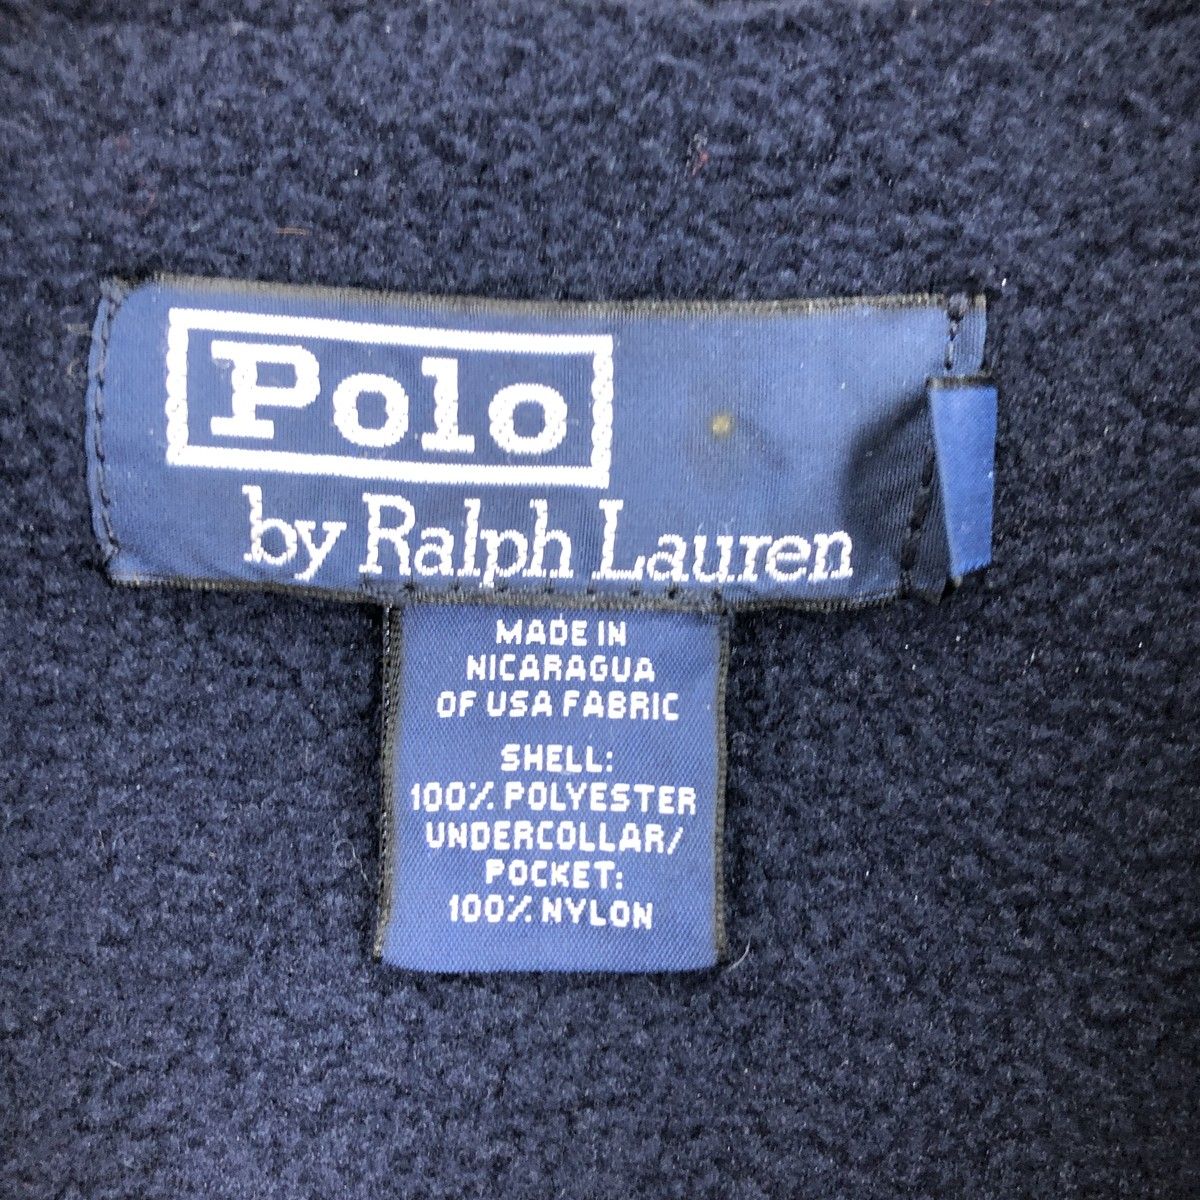 Polo
by Ralph Lauren
MADE IN
NICARAGUA
OF USA FABRIC
SHELL:
100% POLYESTER
UNDERCOLLAR/
POCKET:
100% NYLON